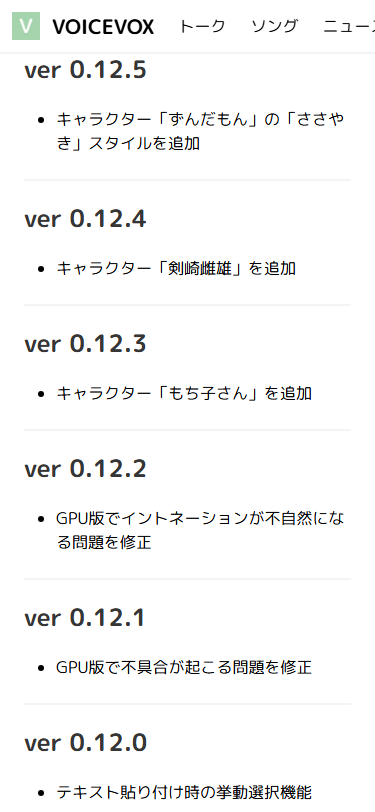 V VOICEVOX トーク ソング ニュース
ver 0.12.5
• キャラクター「ずんだもん」の「ささや
き」スタイルを追加
ver 0.12.4
• キャラクター「剣崎雌雄」を追加
ver 0.12.3
• キャラクター「もち子さん」を追加
ver 0.12.2
• GPU版でイントネーションが不自然にな
る問題を修正
ver 0.12.1
• GPU版で不具合が起こる問題を修正
ver 0.12.0
• テキスト貼り付け時の挙動選択機能